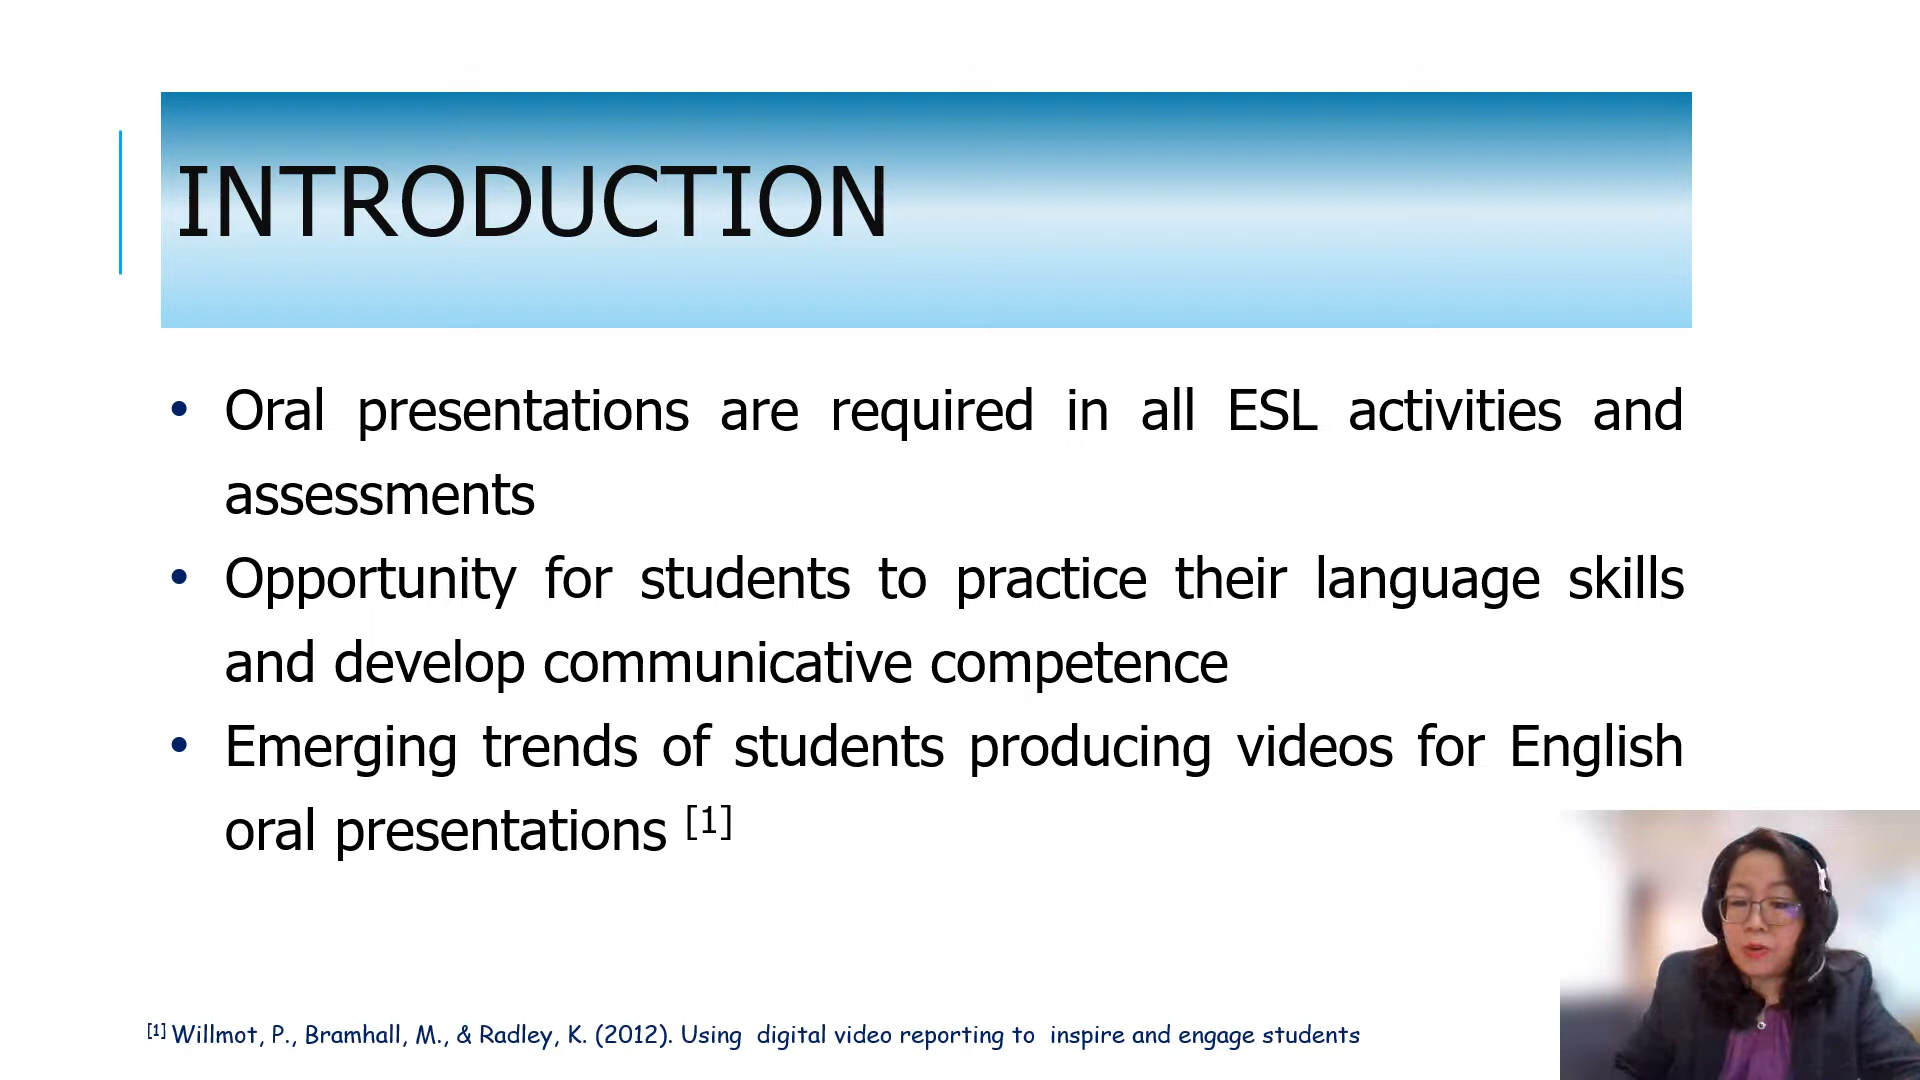 INTRODUCTION
• Oral presentations are required in all ESL activities and
assessments
• Opportunity for students to practice their language skills
and develop communicative competence
• Emerging trends of students producing videos for English
oral presentations [1]
[1] Willmot, P., Bramhall, M., & Radley, K. (2012). Using digital video reporting to inspire and engage students